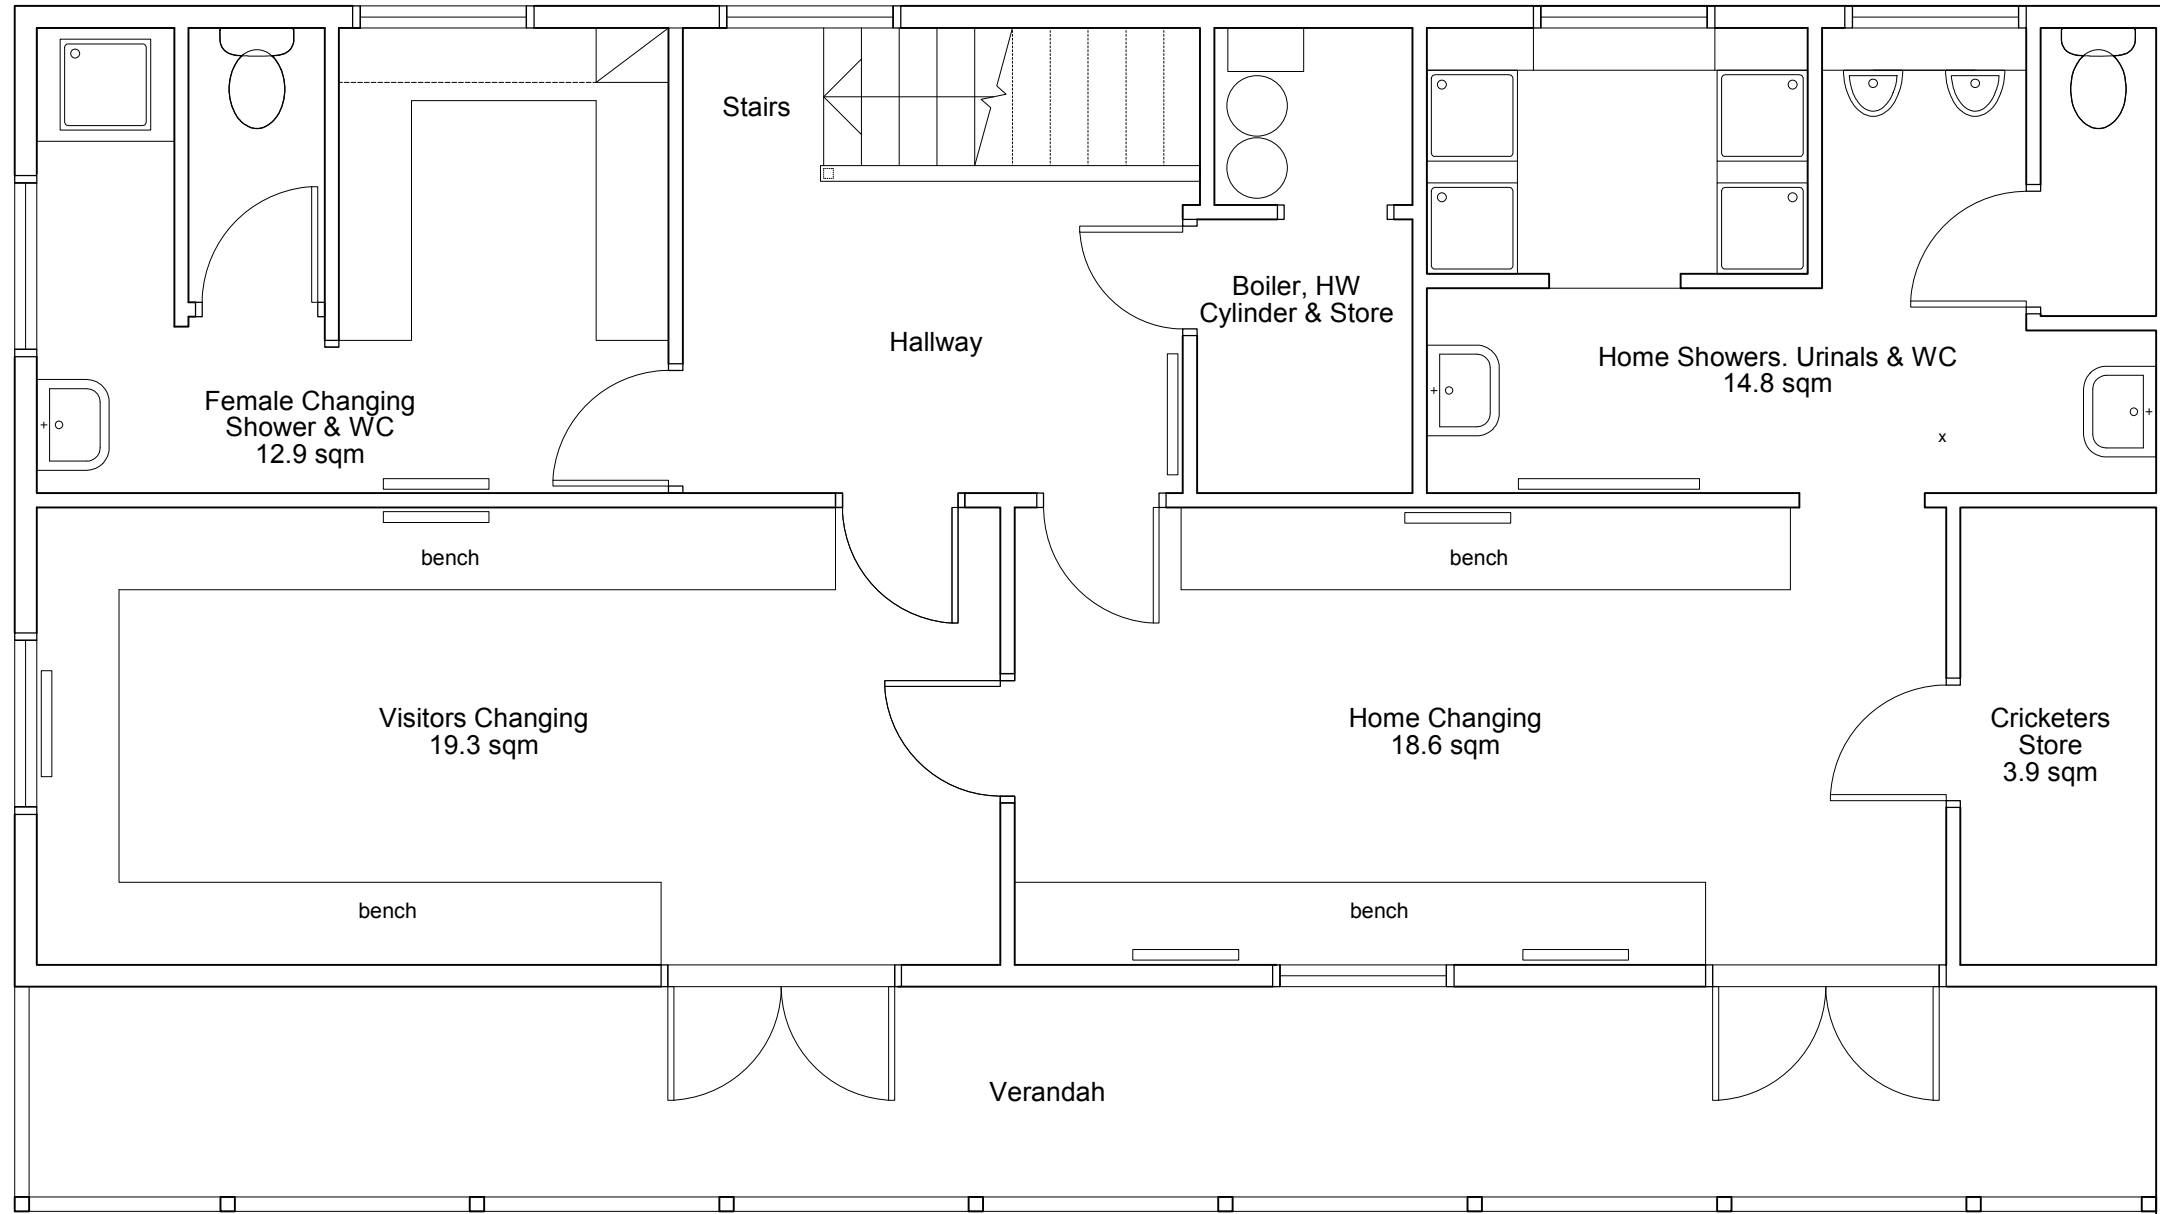 Stairs
Boiler, HW
Cylinder & Store
Hallway
Home Showers. Urinals & WC
14.8 sqm
Female Changing
Shower & WC
12.9 sqm
x
bench
bench
Visitors Changing
19.3 sqm
Home Changing
18.6 sqm
Cricketers
Store
3.9 sqm
bench
bench
Verandah